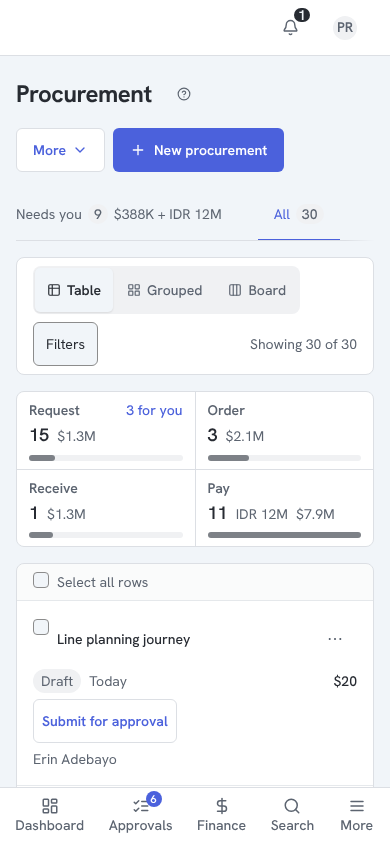 1
PR
Procurement
More
New procurement
Needs you 9 $388K + IDR 12M
All 30
Table Grouped Board
Filters
Showing 30 of 30
Request 3 for you
15 $1.3M
Order
3 $2.1M
Receive
1 $1.3M
Pay
11 IDR 12M $7.9M
Select all rows
Line planning journey
Draft Today $20
Submit for approval
Erin Adebayo
6
Dashboard Approvals Finance Search More